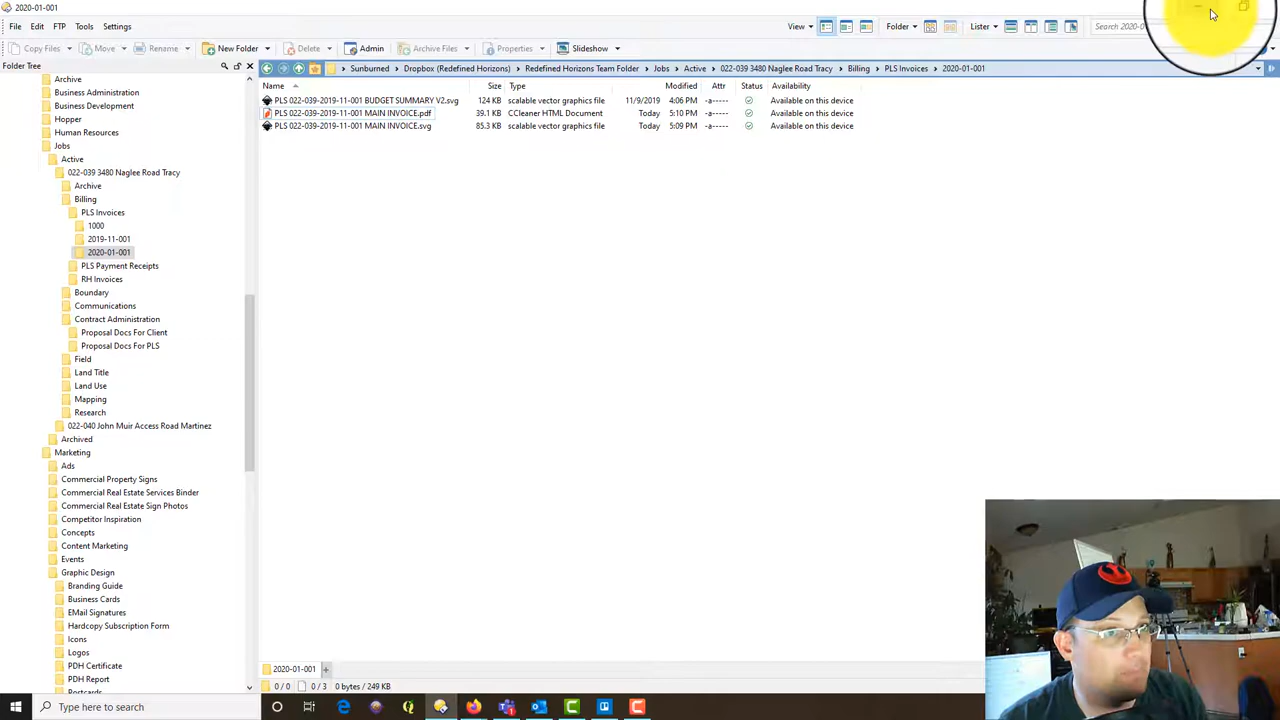 2020-01-001
File Edit FTP Tools Settings View Folder Lister Search 2020-0
Copy Files Move Rename New Folder Delete Admin Archive Files Properties Slideshow
Folder Tree Sunburned Dropbox (Redefined Horizons) Redefined Horizons Team Folder Jobs Active 022-039 3480 Naglee Road Tracy Billing PLS Invoices 2020-01-001
Name Size Type Modified Attr Status Availability
PLS 022-039-2019-11-001 BUDGET SUMMARY V2.svg 124 KB scalable vector graphics file 11/9/2019 4:06 PM -a----- Available on this device
PLS 022-039-2019-11-001 MAIN INVOICE.pdf 39.1 KB CCleaner HTML Document Today 5:10 PM -a----- Available on this device
PLS 022-039-2019-11-001 MAIN INVOICE.svg 85.3 KB scalable vector graphics file Today 5:09 PM -a----- Available on this device
Archive
Business Administration
Business Development
Hopper
Human Resources
Jobs
Active
022-039 3480 Naglee Road Tracy
Archive
Billing
PLS Invoices
1000
2019-11-001
2020-01-001
PLS Payment Receipts
RH Invoices
Boundary
Communications
Contract Administration
Proposal Docs For Client
Proposal Docs For PLS
Field
Land Title
Land Use
Mapping
Research
022-040 John Muir Access Road Martinez
Archived
Marketing
Ads
Commercial Property Signs
Commercial Real Estate Services Binder
Commercial Real Estate Sign Photos
Competitor Inspiration
Concepts
Content Marketing
Events
Graphic Design
Branding Guide
Business Cards
EMail Signatures
Hardcopy Subscription Form
Icons
Logos
PDH Certificate
PDH Report
Postcards
2020-01-001
0 / 0 0 / 3 0 bytes / 249 KB
Type here to search